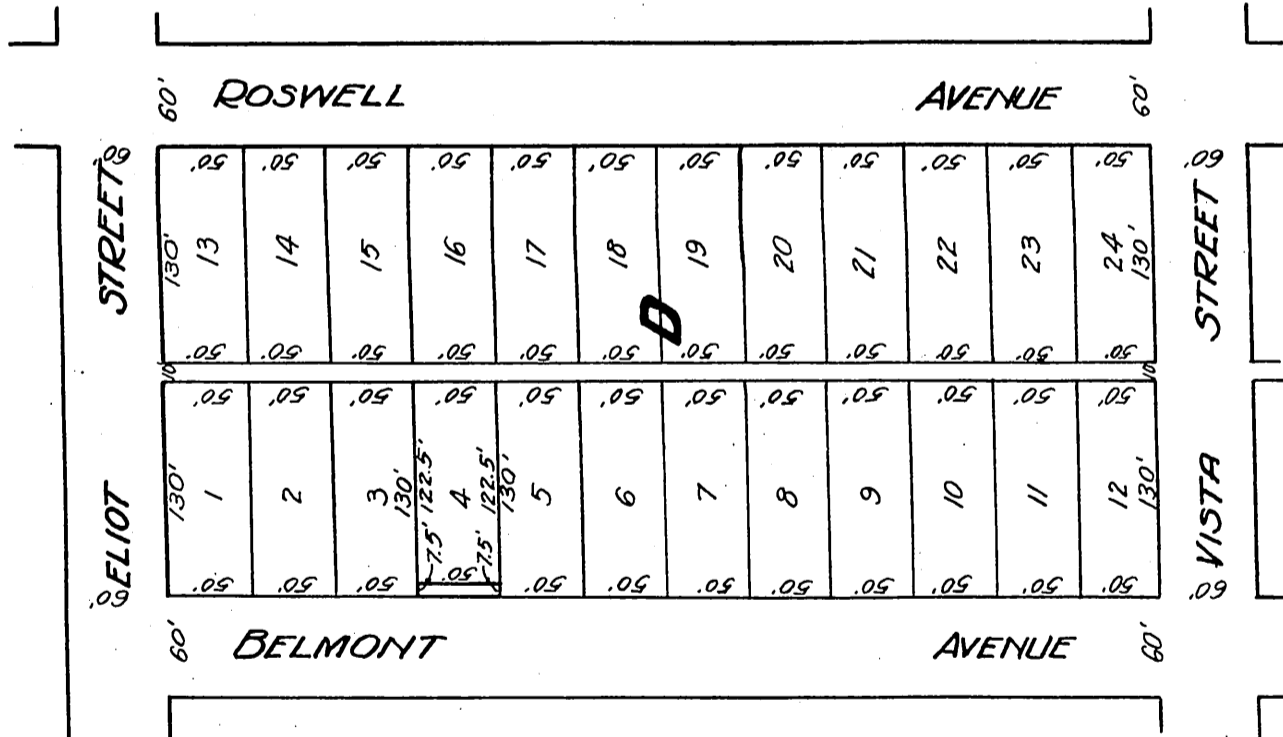 60' ROSWELL AVENUE 60'
60' STREET 50' 50' 50' 50' 50' 50' 50' 50' 50' 50' 50' 50' 60' STREET
130' 13 14 15 16 17 18 19 20 21 22 23 24 130'
D
50' 50' 50' 50' 50' 50' 50' 50' 50' 50' 50' 50'
10' 10'
50' 50' 50' 50' 50' 50' 50' 50' 50' 50' 50' 50'
130' 1 2 3 130' 122.5' 4 122.5' 130' 5 6 7 8 9 10 11 12 130'
ELIOT 7.5' 7.5' VISTA
60' 50' 50' 50' 50' 50' 50' 50' 50' 50' 50' 50' 50' 60'
60' BELMONT AVENUE 60'